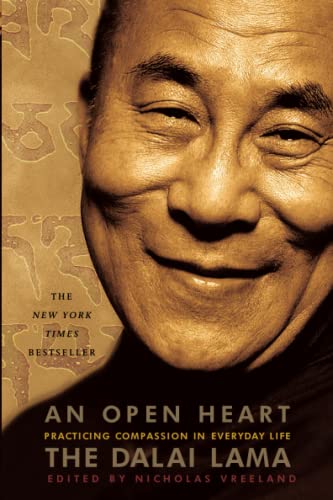 THE
NEW YORK
TIMES
BESTSELLER
AN OPEN HEART
PRACTICING COMPASSION IN EVERYDAY LIFE
THE DALAI LAMA
EDITED BY NICHOLAS VREELAND